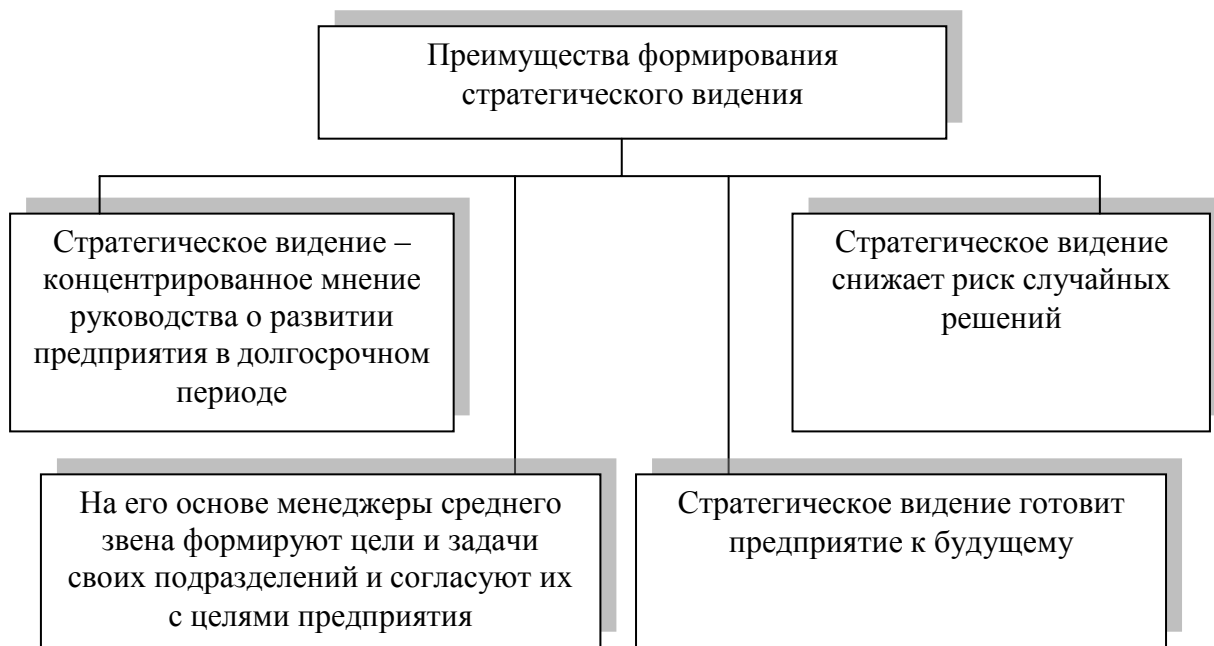 Преимущества формирования
стратегического видения
Стратегическое видение –
концентрированное мнение
руководства о развитии
предприятия в долгосрочном
периоде
Стратегическое видение
снижает риск случайных
решений
На его основе менеджеры среднего
звена формируют цели и задачи
своих подразделений и согласуют их
с целями предприятия
Стратегическое видение готовит
предприятие к будущему